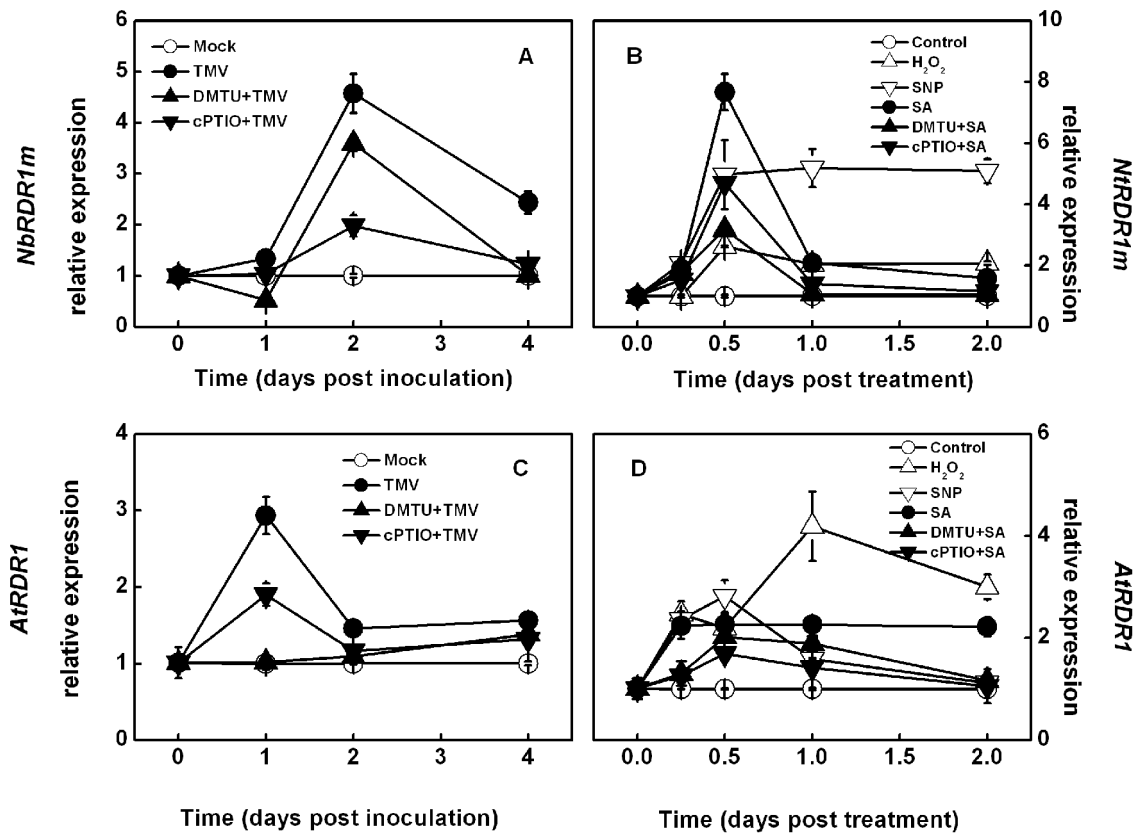 A
Mock
TMV
DMTU+TMV
cPTIO+TMV
6
5
4
3
2
1
0
0 1 2 3 4
NbRDR1m
relative expression
Time (days post inoculation)
B
Control
H₂O₂
SNP
SA
DMTU+SA
cPTIO+SA
10
8
6
4
2
0
0.0 0.5 1.0 2.0
NtRDR1m
relative expression
Time (days post treatment)
C
Mock
TMV
DMTU+TMV
cPTIO+TMV
4
3
2
1
0
0 1 2 3 4
AtRDR1
relative expression
Time (days post inoculation)
D
Control
H₂O₂
SNP
SA
DMTU+SA
cPTIO+SA
6
4
2
0
0.0 0.5 1.0 2.0
AtRDR1
relative expression
Time (days post treatment)